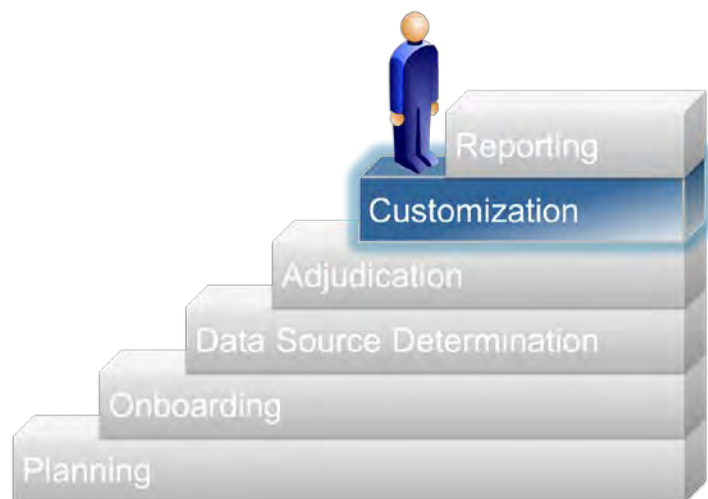 Reporting
Customization
Adjudication
Data Source Determination
Onboarding
Planning